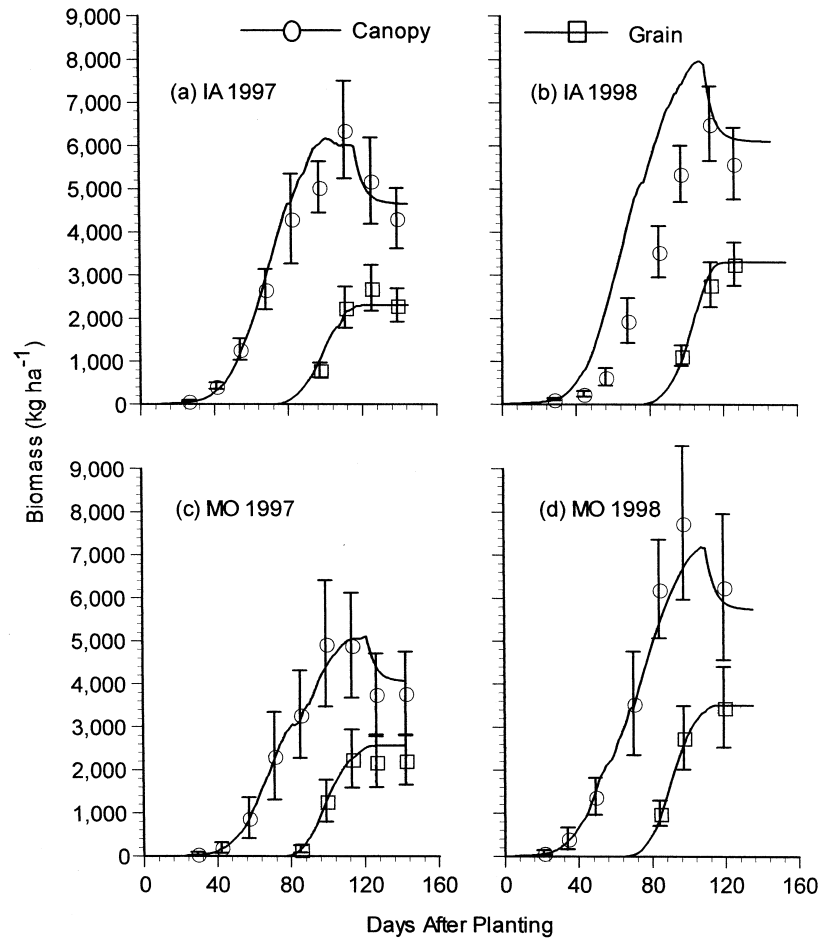 Canopy
Grain
9,000
8,000
7,000
6,000
5,000
4,000
3,000
2,000
1,000
0
(a) IA 1997
(b) IA 1998
Biomass (kg ha-1)
9,000
8,000
7,000
6,000
5,000
4,000
3,000
2,000
1,000
0
(c) MO 1997
(d) MO 1998
0 40 80 120 160
0 40 80 120 160
Days After Planting